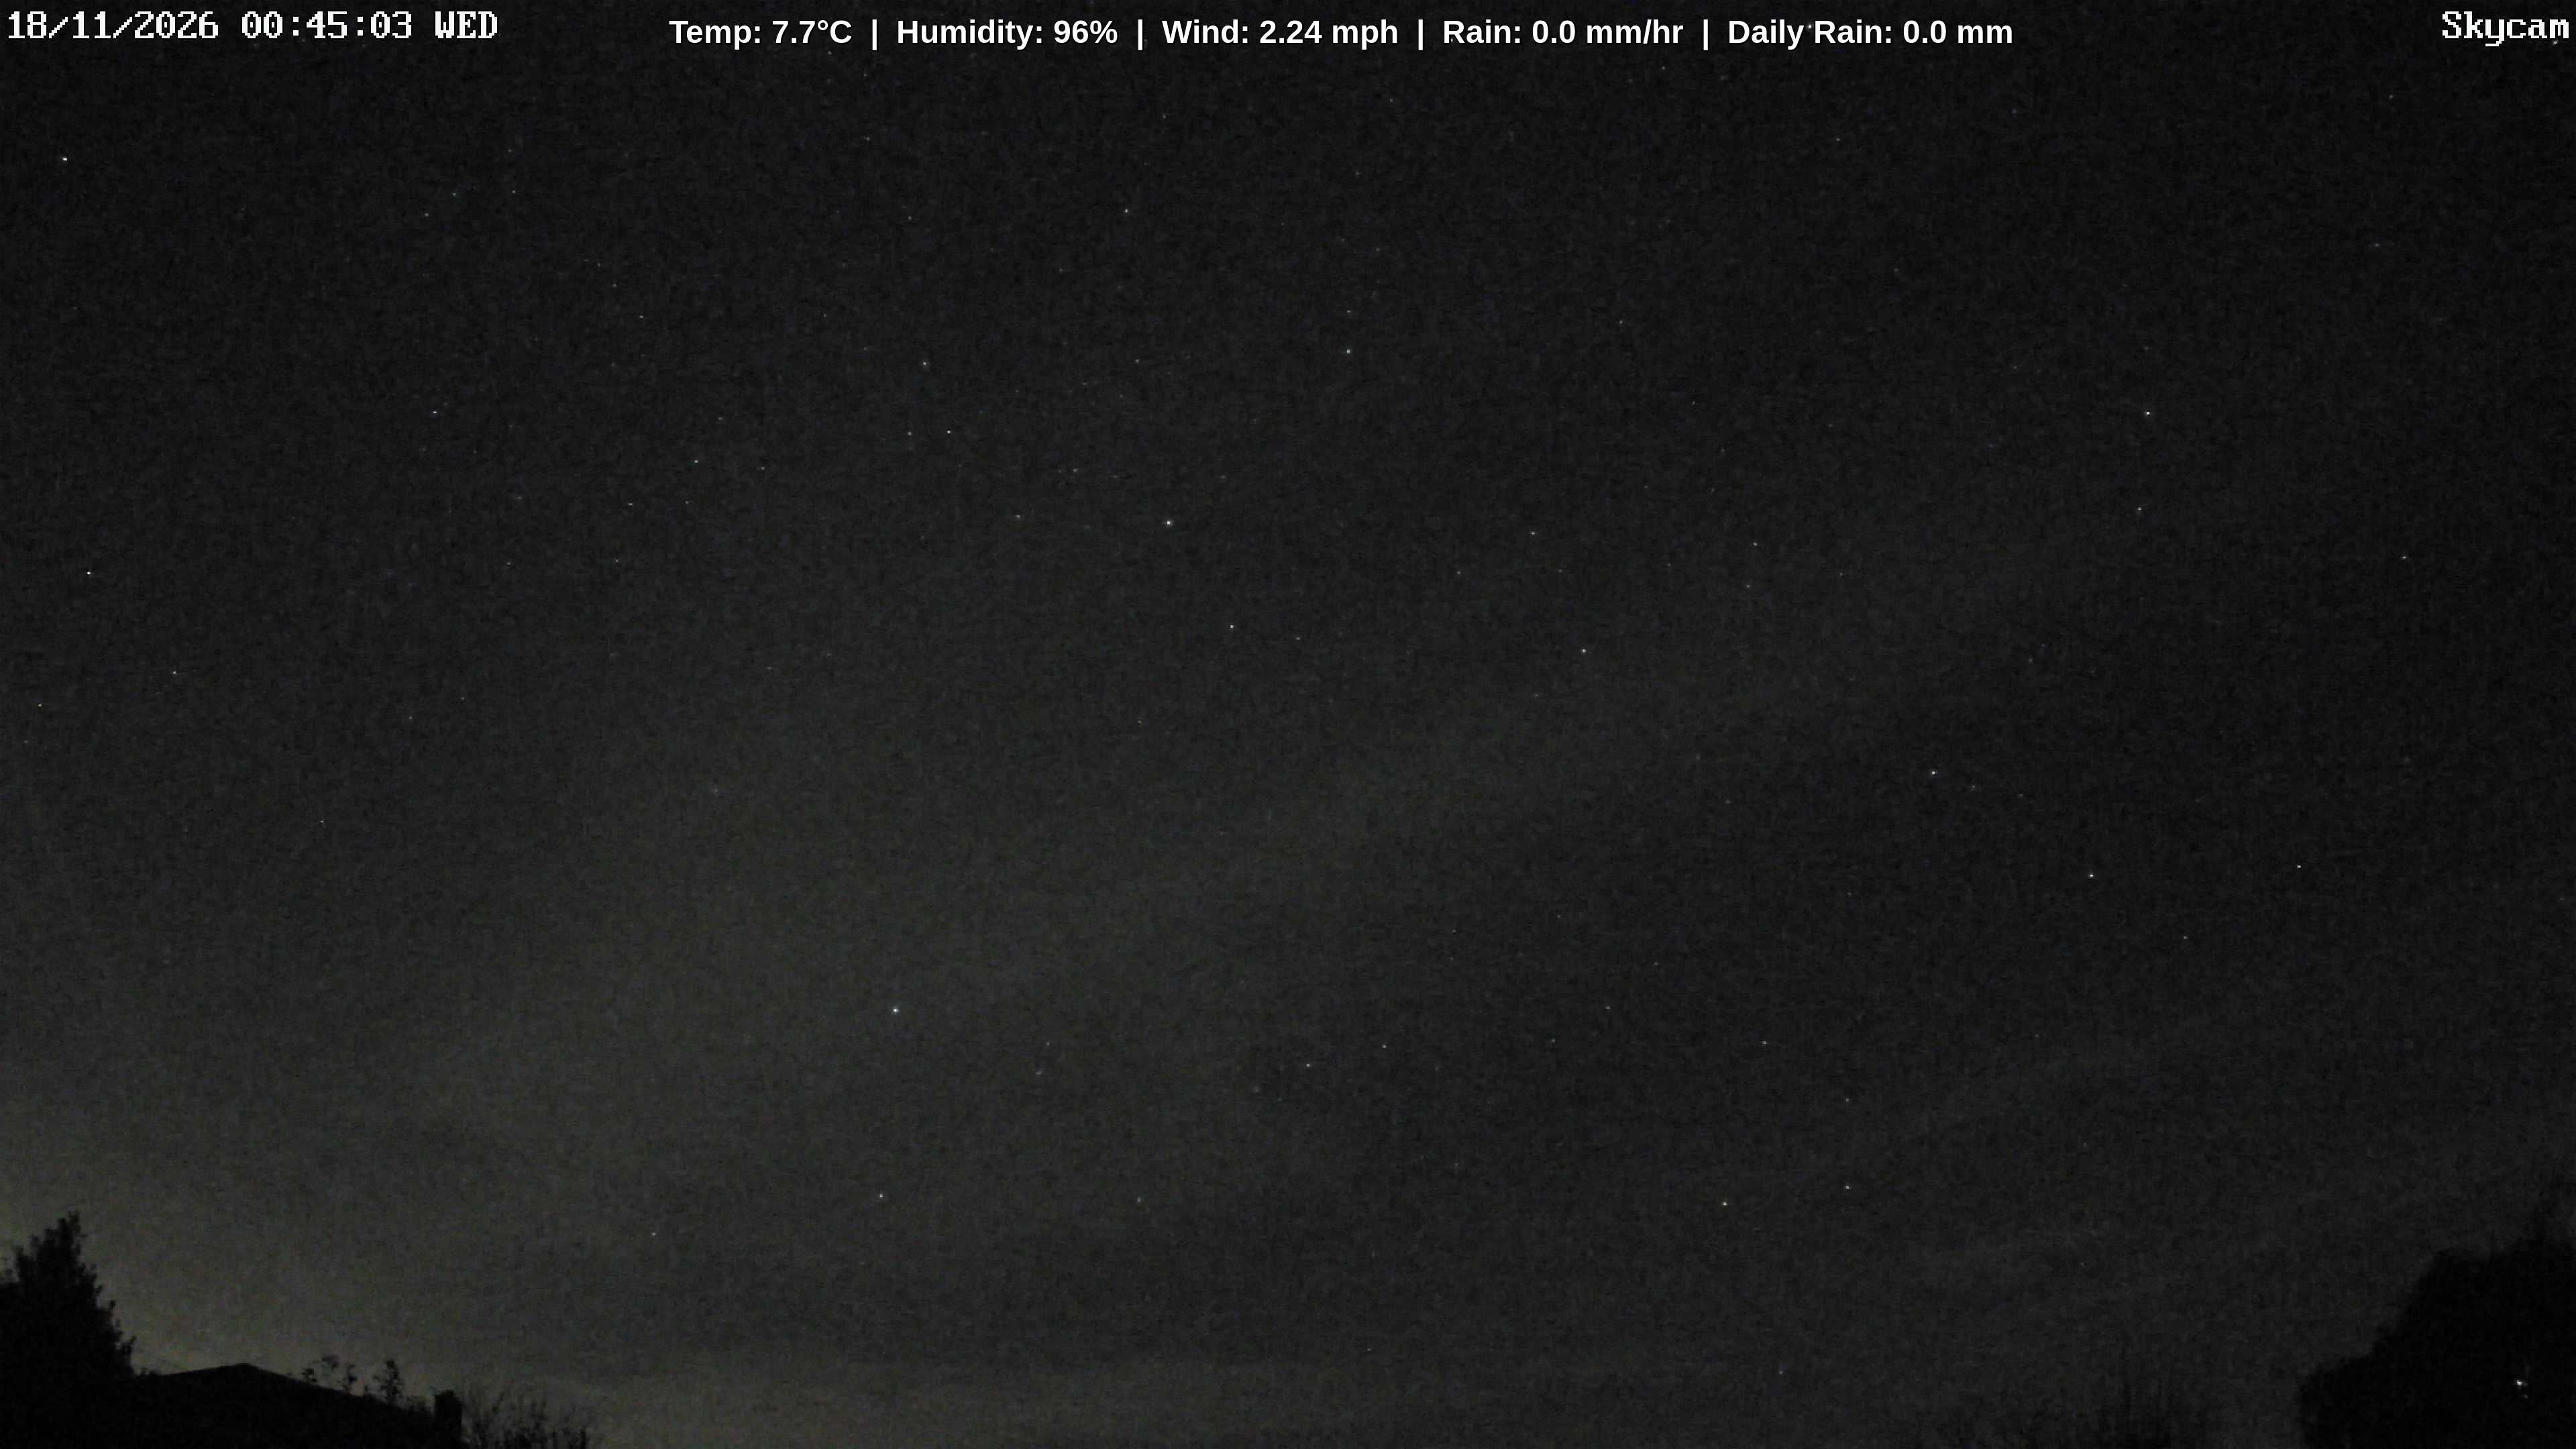 18/11/2026 00:45:03 WED
Temp: 7.7°C | Humidity: 96% | Wind: 2.24 mph | Rain: 0.0 mm/hr | Daily Rain: 0.0 mm
Skycam